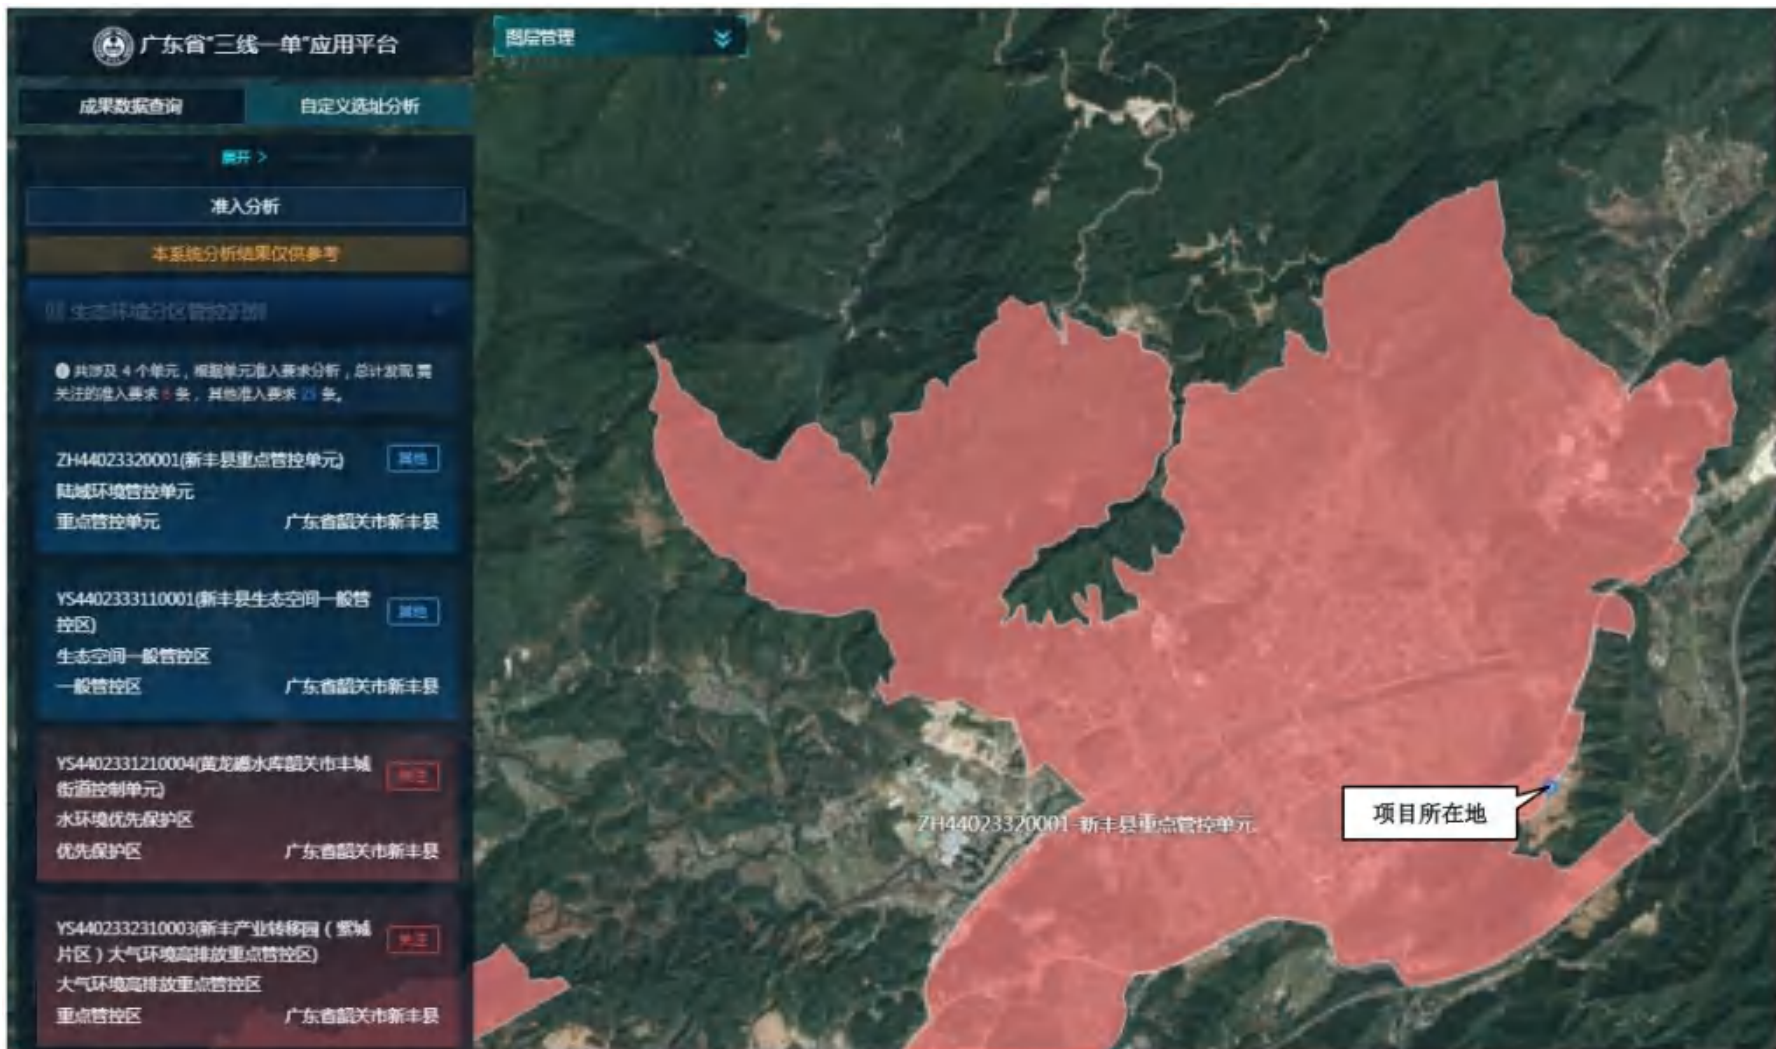 广东省"三线一单"应用平台
成果数据查询
自定义选址分析
展开 >
准入分析
本系统分析结果仅供参考
生态环境分区管控识别
共涉及 4 个单元，根据单元准入要求分析，总计发现 需
关注的准入要求 6 条，其他准入要求 25 条。
ZH44023320001(新丰县重点管控单元)
其他
陆域环境管控单元
重点管控单元
广东省韶关市新丰县
YS4402333110001(新丰县生态空间一般管
控区)
其他
生态空间一般管控区
一般管控区
广东省韶关市新丰县
YS4402331210004(黄龙礤水库韶关市丰城
街道控制单元)
关注
水环境优先保护区
优先保护区
广东省韶关市新丰县
YS4402332310003(新丰产业转移园（紫城
片区）大气环境高排放重点管控区)
关注
大气环境高排放重点管控区
重点管控区
广东省韶关市新丰县
图层管理
ZH44023320001-新丰县重点管控单元
项目所在地